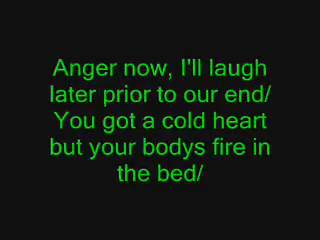 Anger now, I'll laugh
later prior to our end/
You got a cold heart
but your bodys fire in
the bed/